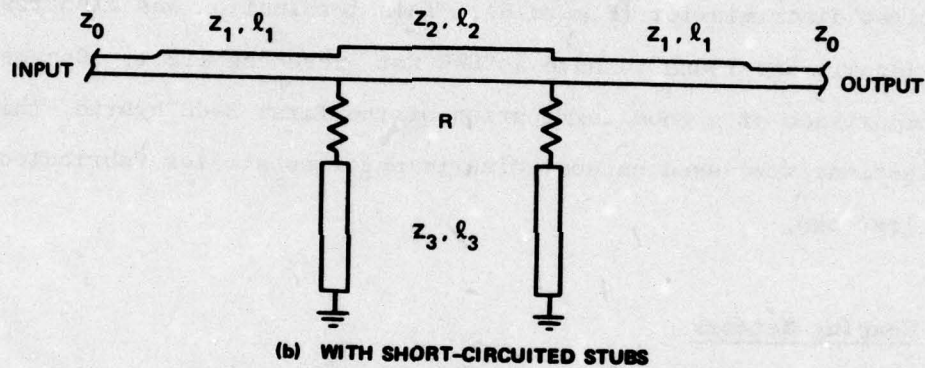 Z₀ Z₁, ℓ₁ Z₂, ℓ₂ Z₁, ℓ₁ Z₀
INPUT OUTPUT
R
Z₃, ℓ₃
(b) WITH SHORT-CIRCUITED STUBS